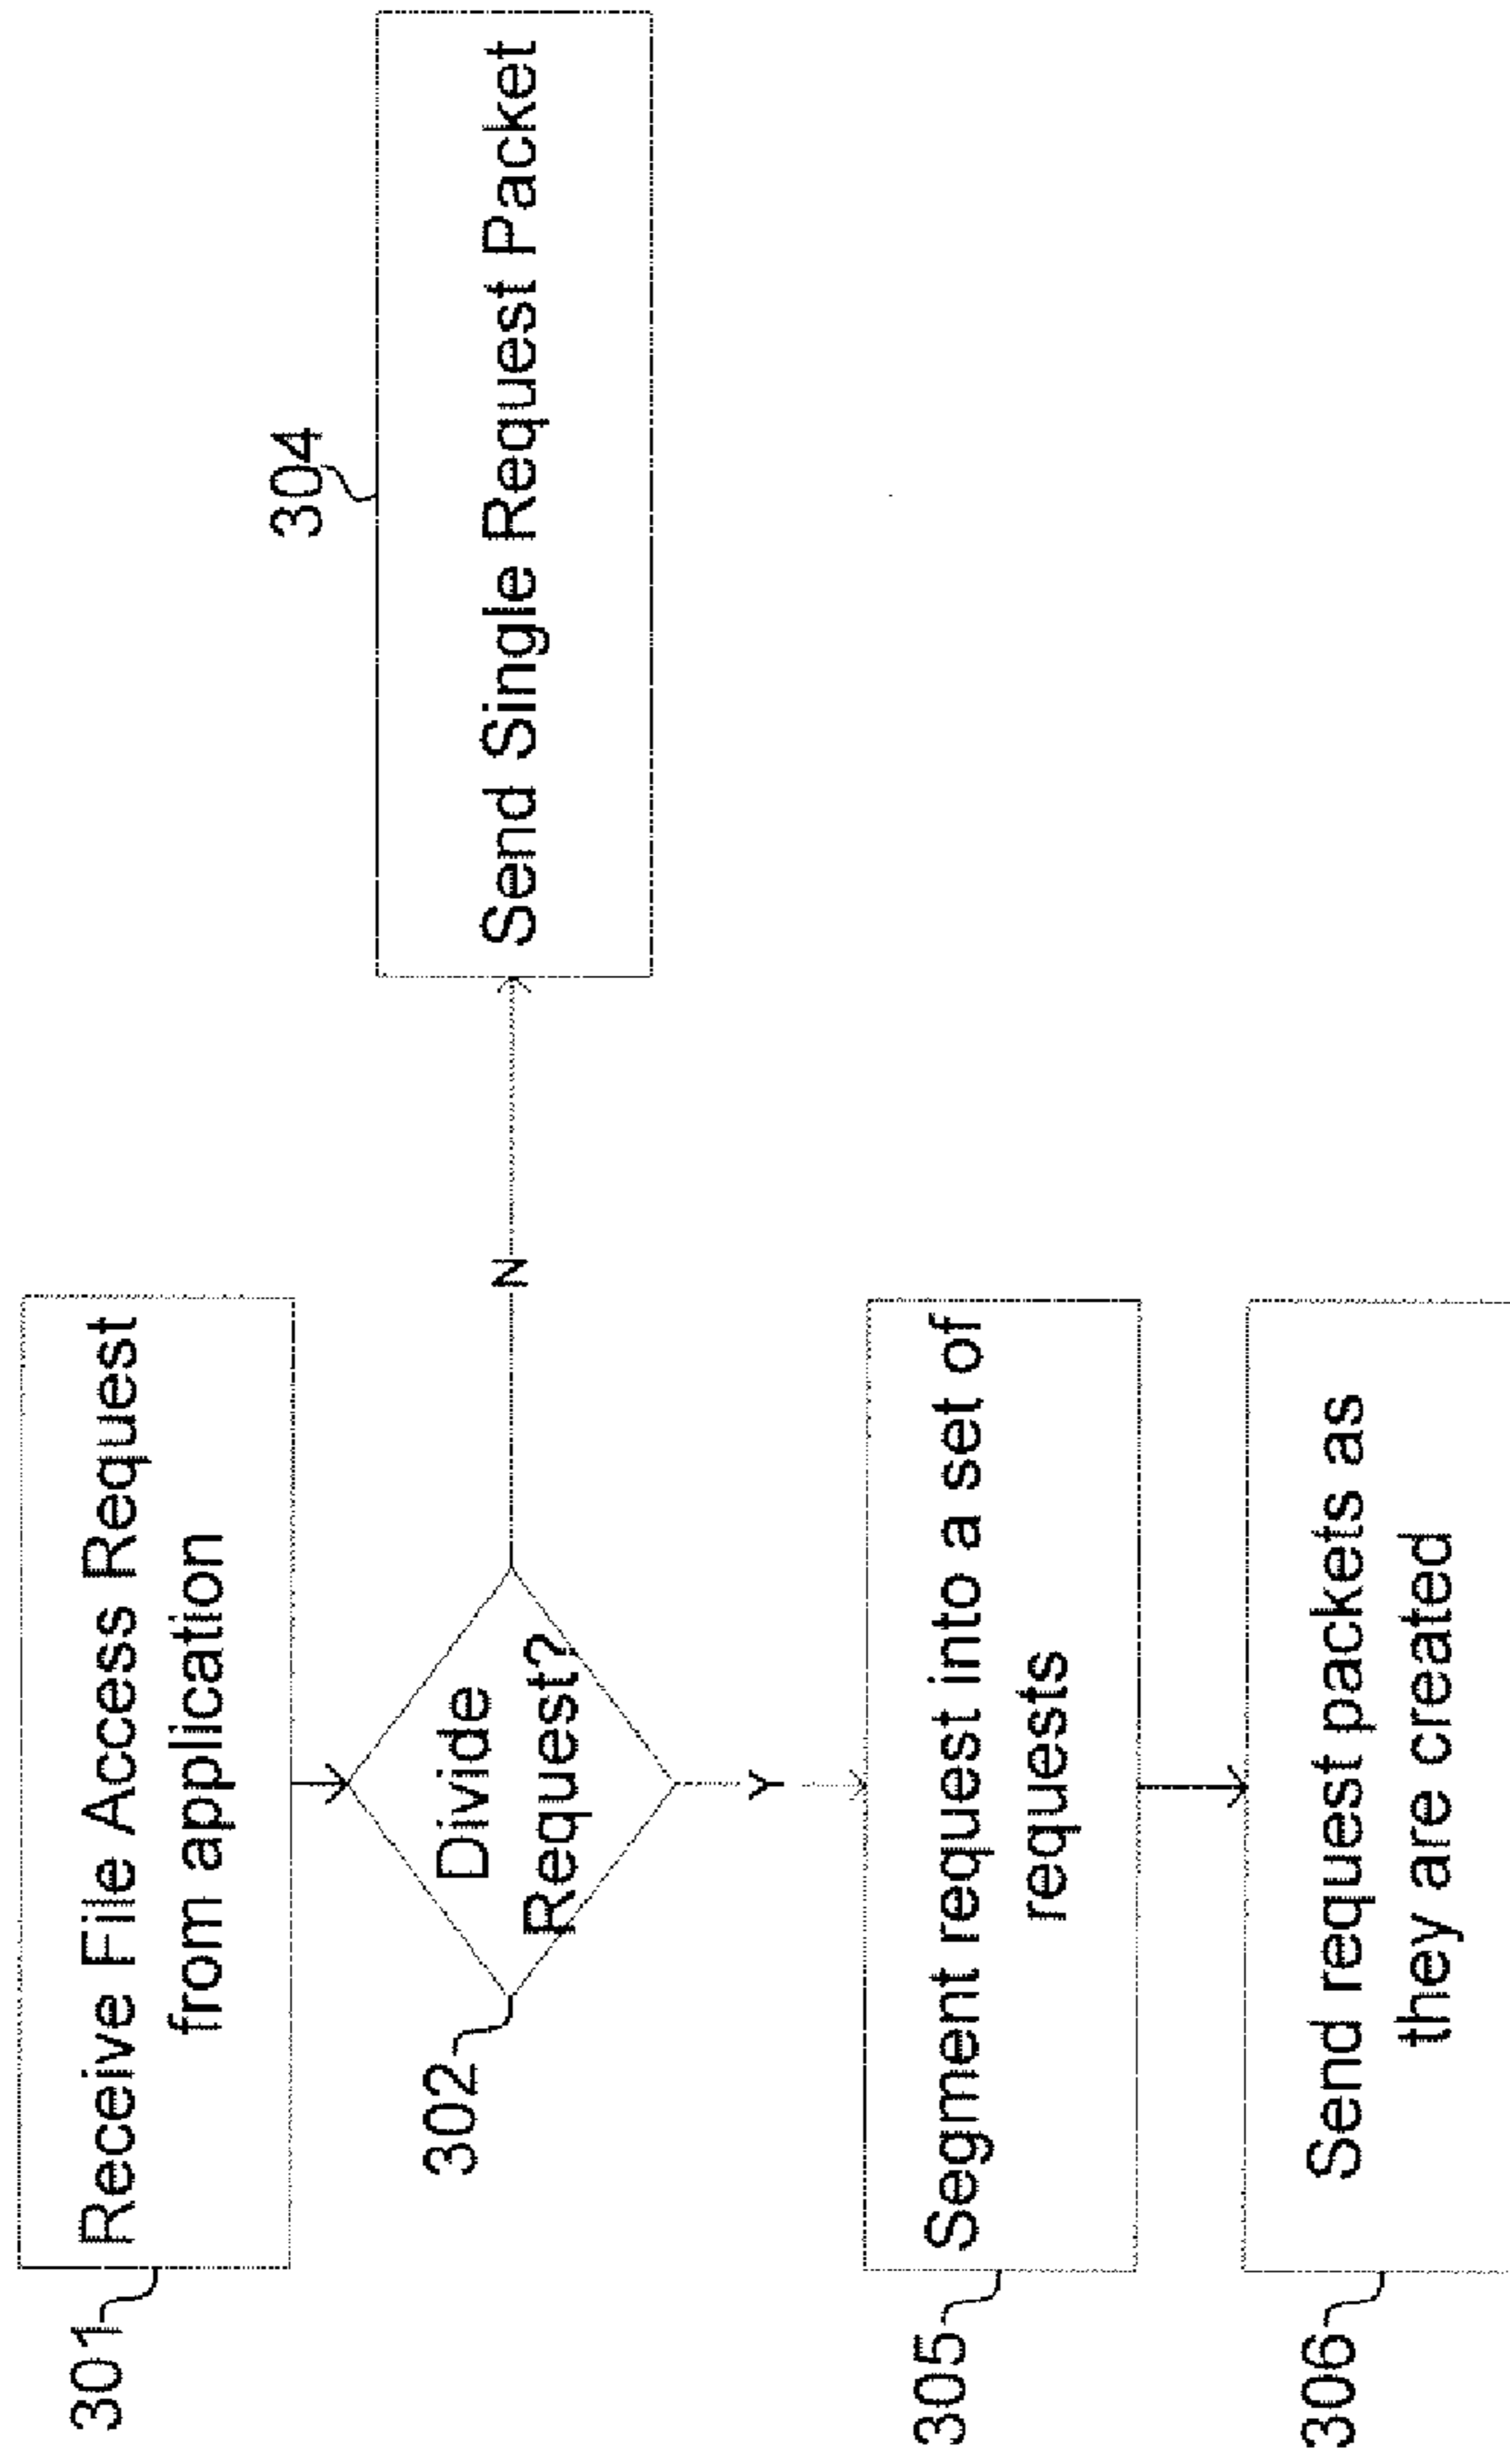 301
Receive File Access Request
from application
302
Divide
Request?
N
304
Send Single Request Packet
Y
305
Segment request into a set of
requests
306
Send request packets as
they are created